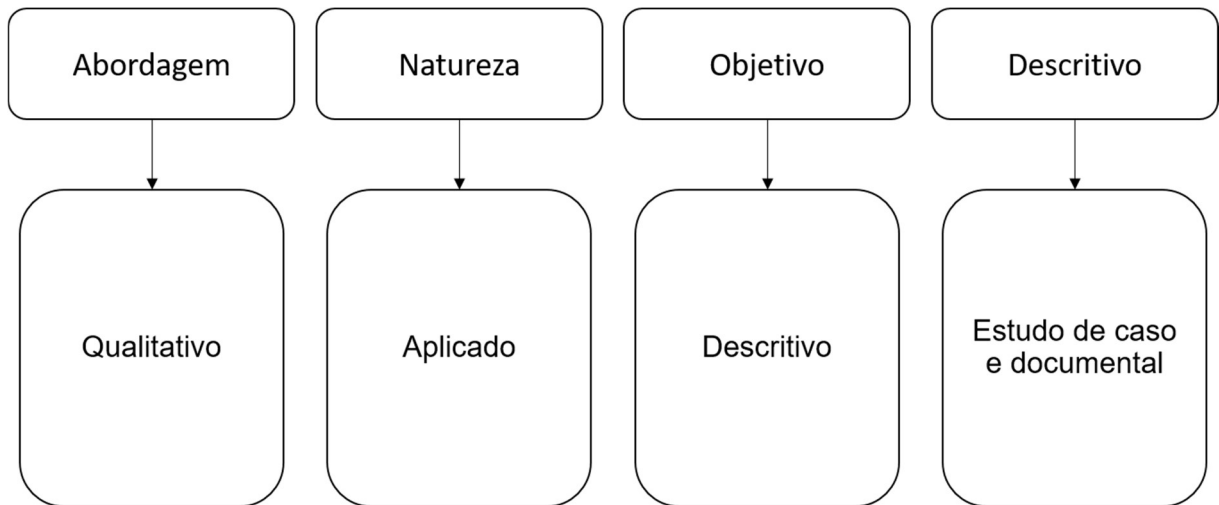 Abordagem
Natureza
Objetivo
Descritivo
Qualitativo
Aplicado
Descritivo
Estudo de caso
e documental